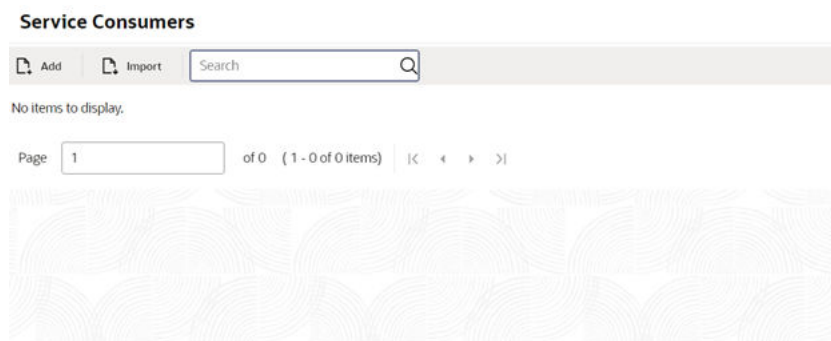 Service Consumers
Add Import Search
No items to display.
Page 1 of 0 (1 - 0 of 0 items)